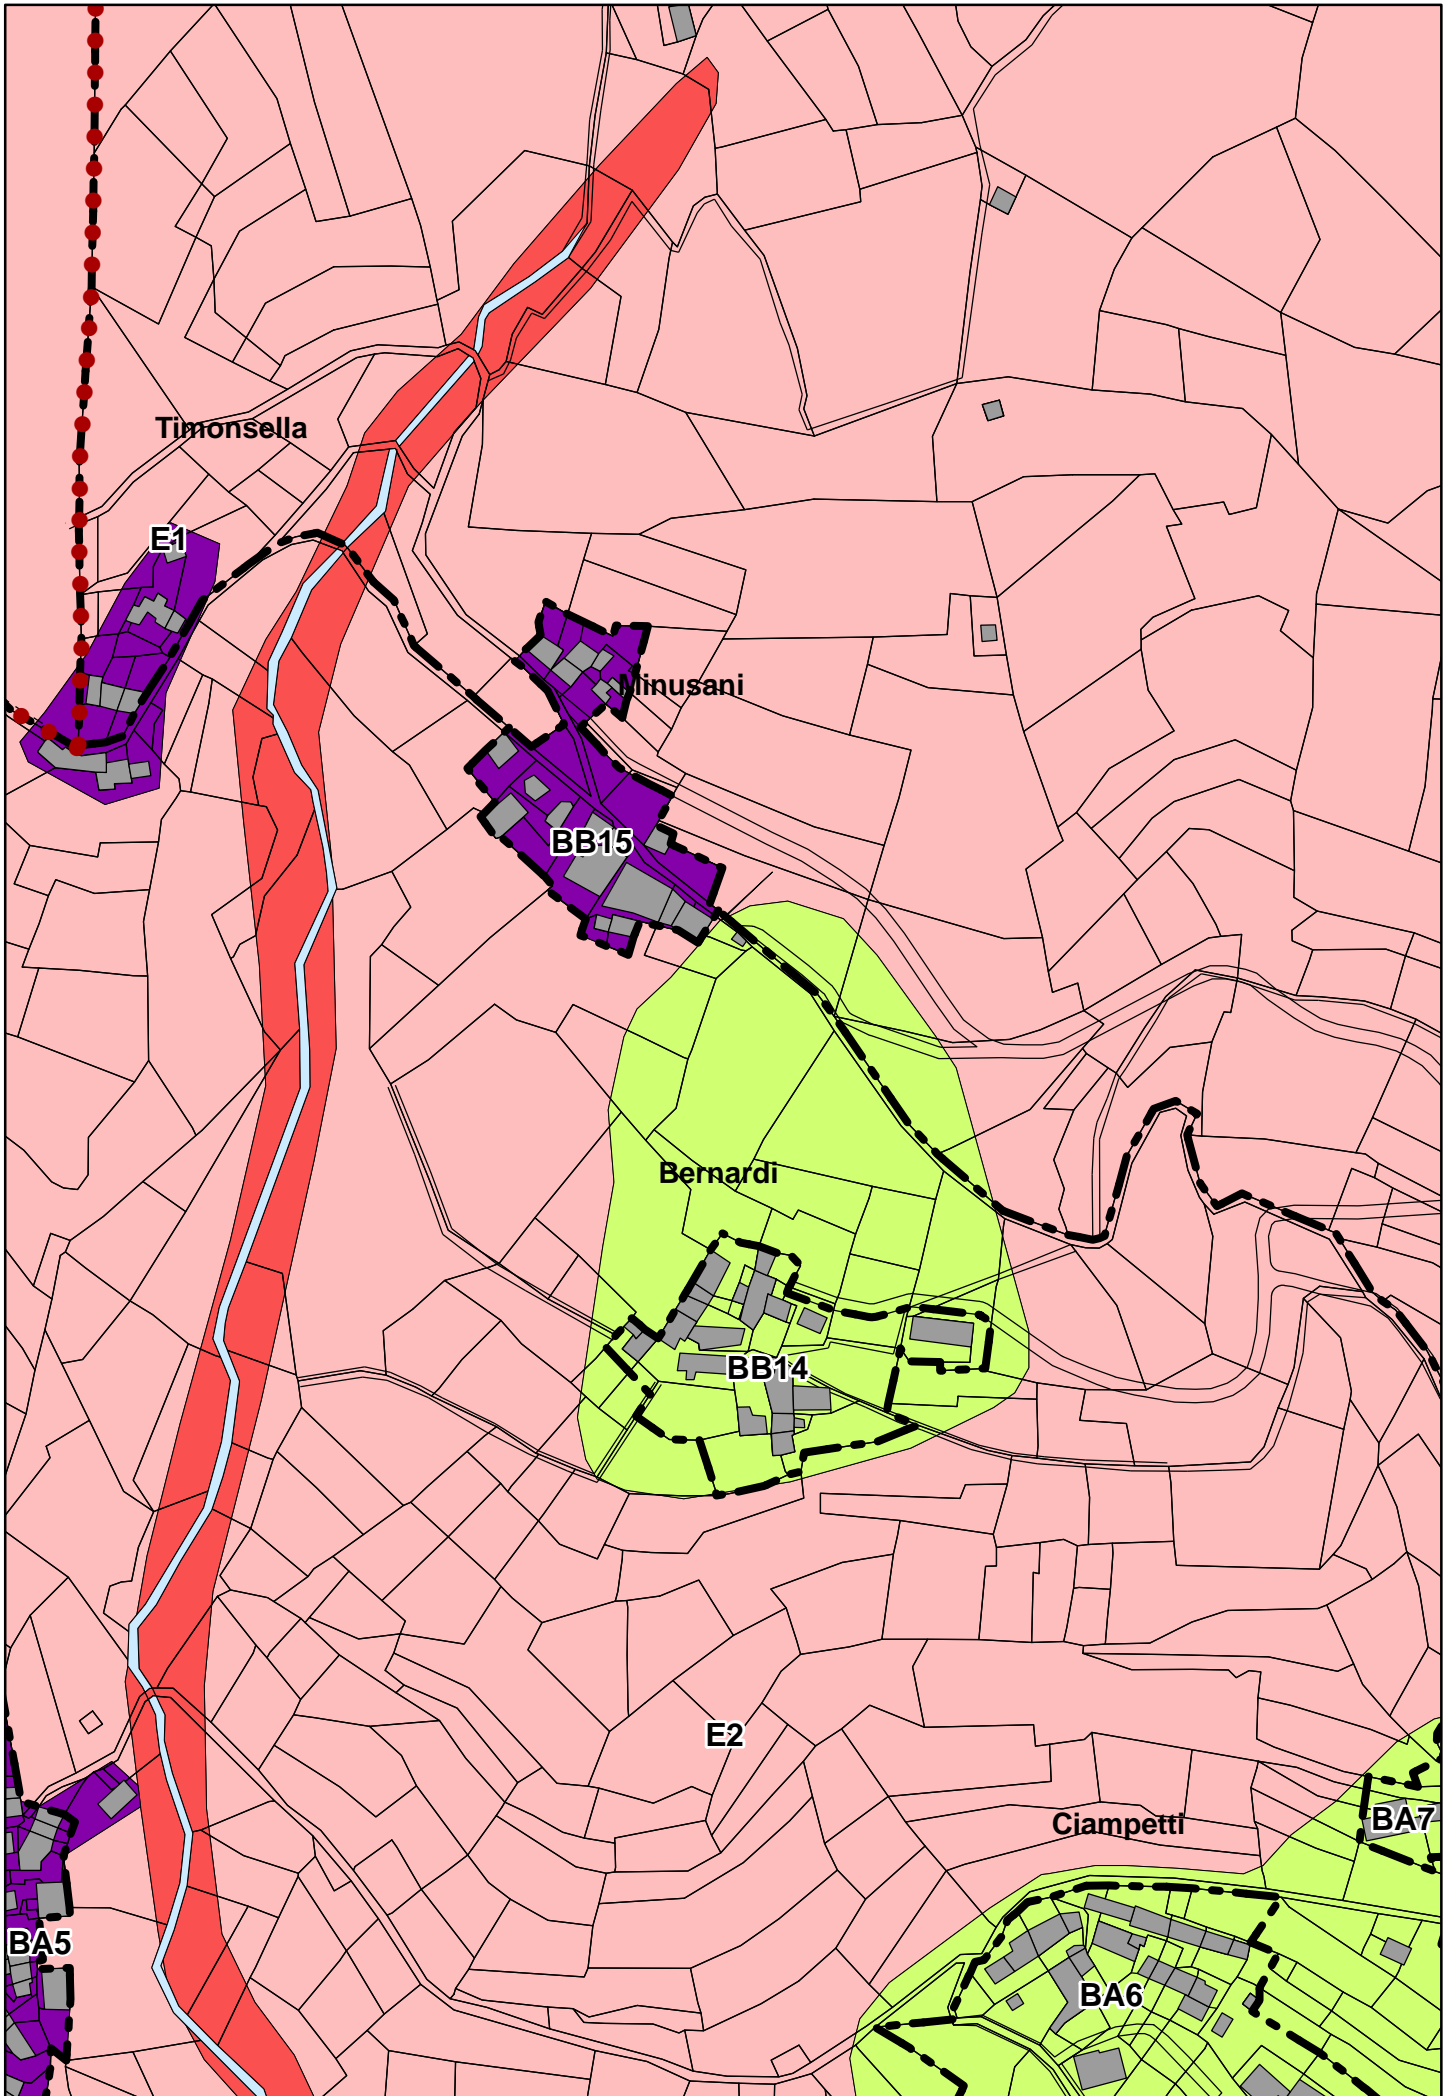 Timonsella
E1
Minusani
BB15
Bernardi
BB14
E2
Ciampetti
BA7
BA5
BA6